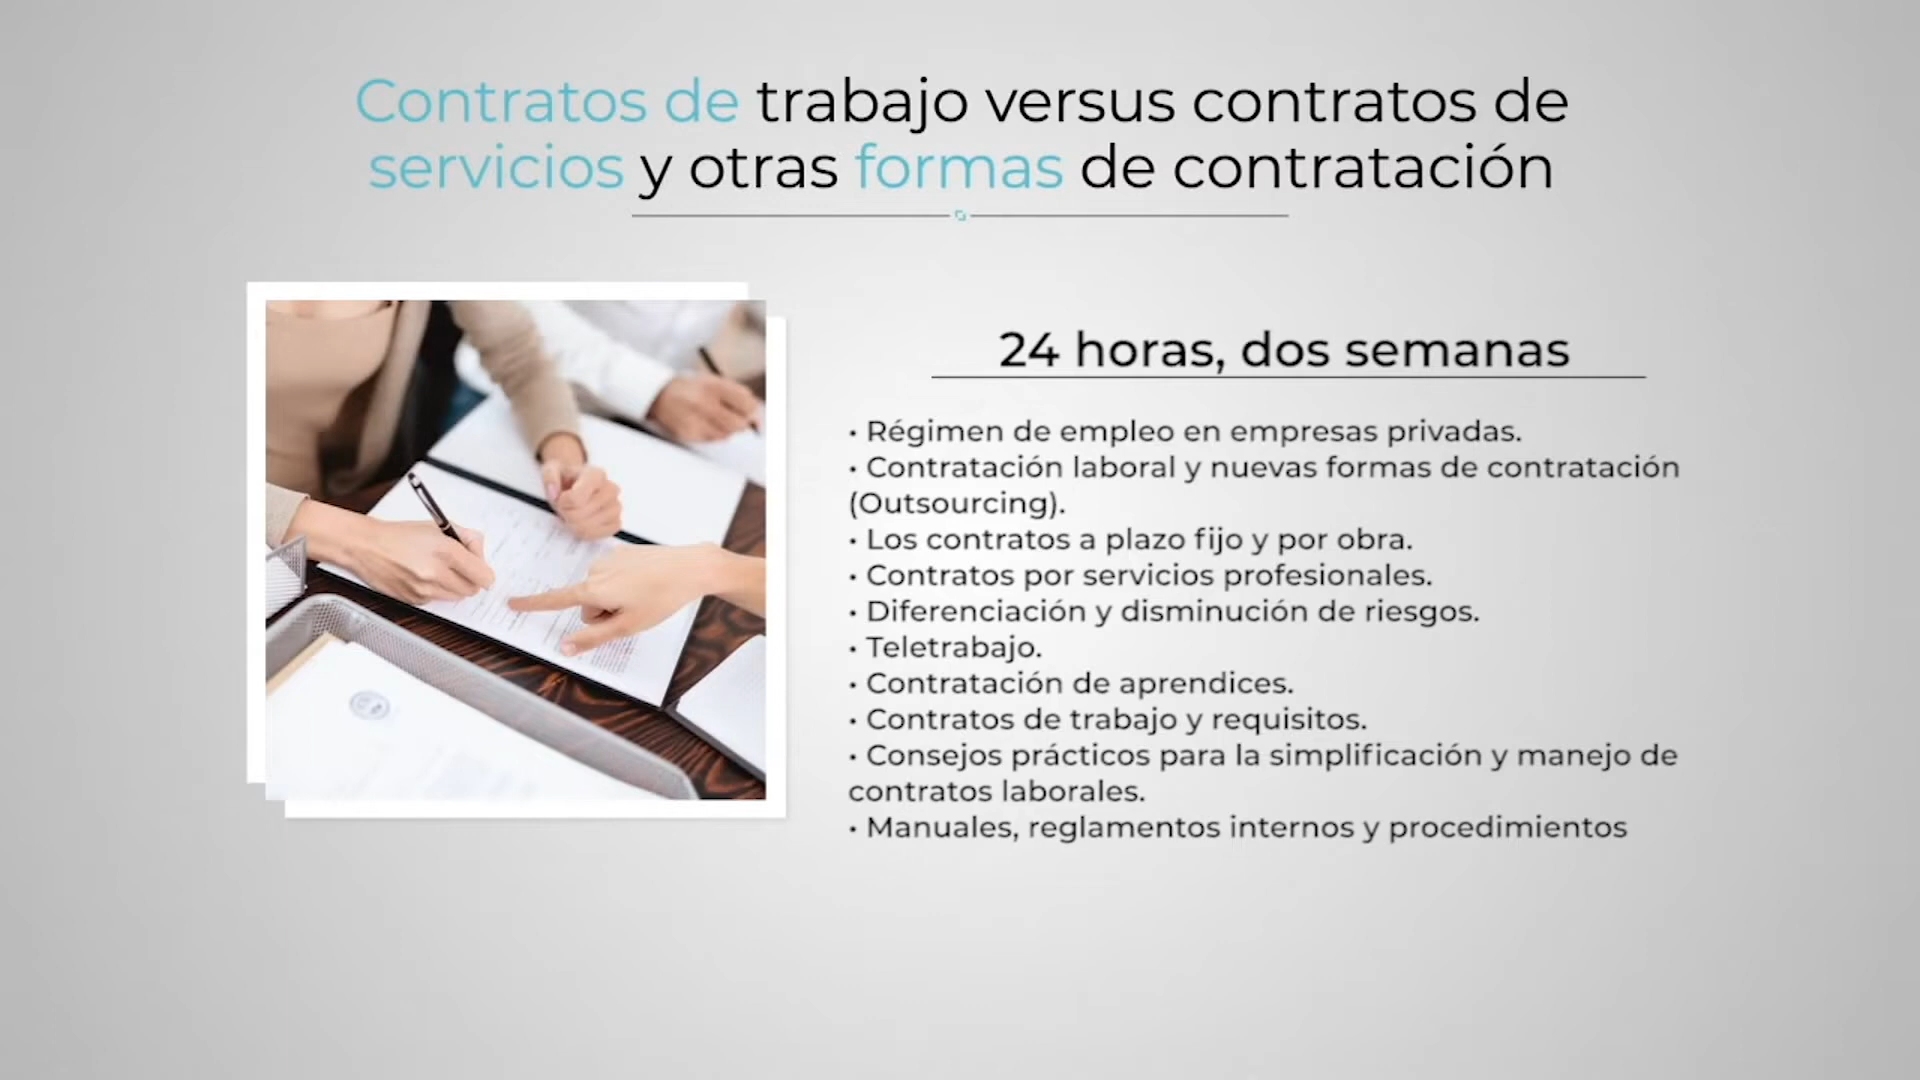 Contratos de trabajo versus contratos de
servicios y otras formas de contratación
24 horas, dos semanas
• Régimen de empleo en empresas privadas.
• Contratación laboral y nuevas formas de contratación
(Outsourcing).
• Los contratos a plazo fijo y por obra.
• Contratos por servicios profesionales.
• Diferenciación y disminución de riesgos.
• Teletrabajo.
• Contratación de aprendices.
• Contratos de trabajo y requisitos.
• Consejos prácticos para la simplificación y manejo de
contratos laborales.
• Manuales, reglamentos internos y procedimientos